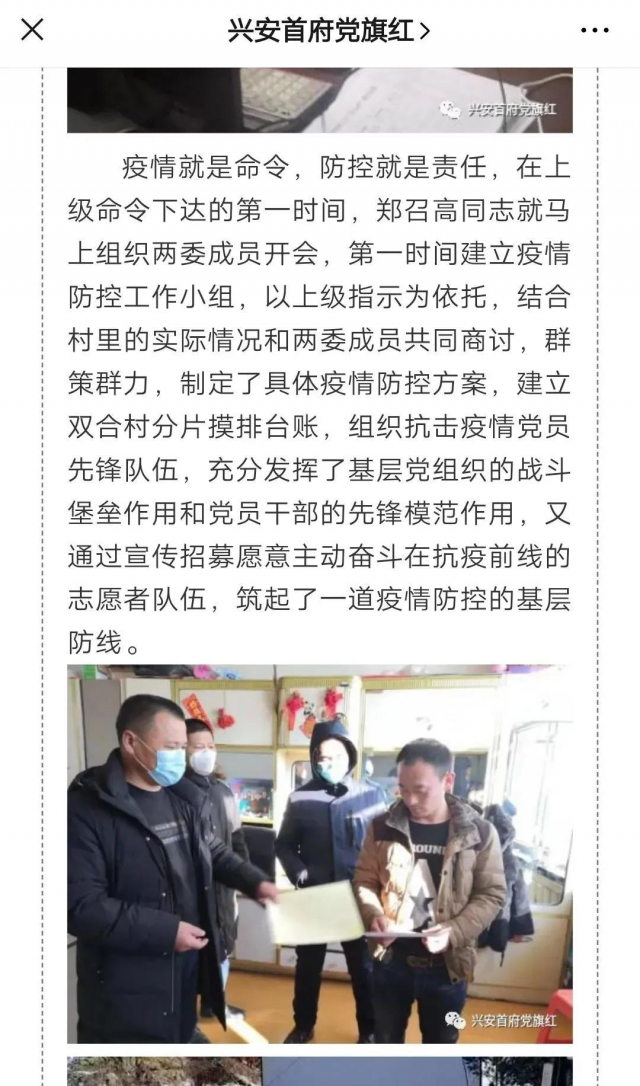 兴安首府党旗红
兴安首府党旗红
疫情就是命令，防控就是责任，在上
级命令下达的第一时间，郑召高同志就马
上组织两委成员开会，第一时间建立疫情
防控工作小组，以上级指示为依托，结合
村里的实际情况和两委成员共同商讨，群
策群力，制定了具体疫情防控方案，建立
双合村分片摸排台账，组织抗击疫情党员
先锋队伍，充分发挥了基层党组织的战斗
堡垒作用和党员干部的先锋模范作用，又
通过宣传招募愿意主动奋斗在抗疫前线的
志愿者队伍，筑起了一道疫情防控的基层
防线。
兴安首府党旗红